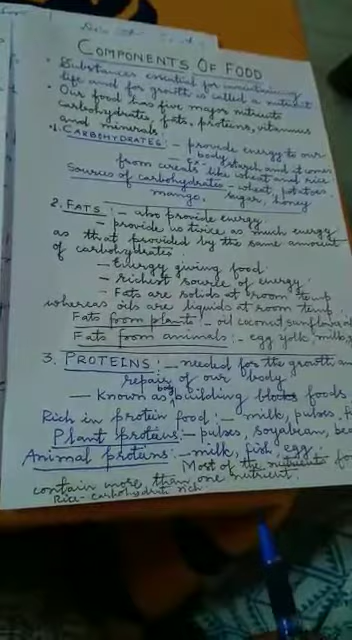 COMPONENTS OF FOOD
• Substances essential for maintaining
life and for growth is called a nutrient
• Our food has five major nutrients
carbohydrates, fats, proteins, vitamins
and minerals
1. CARBOHYDRATES :- provide energy to our
body
Ex - starch and it comes
from cereals like wheat and rice
Sources of carbohydrates - wheat, potatoes,
mango, sugar, honey
2. FATS :- also provide energy
- provide us twice as much energy
as that provided by the same amount
of carbohydrates
- Energy giving food
- richest source of energy
- Fats are solids at room temp
whereas oils are liquids at room temp.
Fats from plants - oil coconut sunflower
Fats from animals :- egg yolk, milk,
3. PROTEINS :- needed for the growth and
repairs of our body
- Known as body building foods
Rich in protein food :- milk, pulses,
Plant proteins :- pulses, soyabean,
Animal proteins :- milk, fish, egg
Most of the
contain more than one nutrient.
Rice - carbohydrate rich